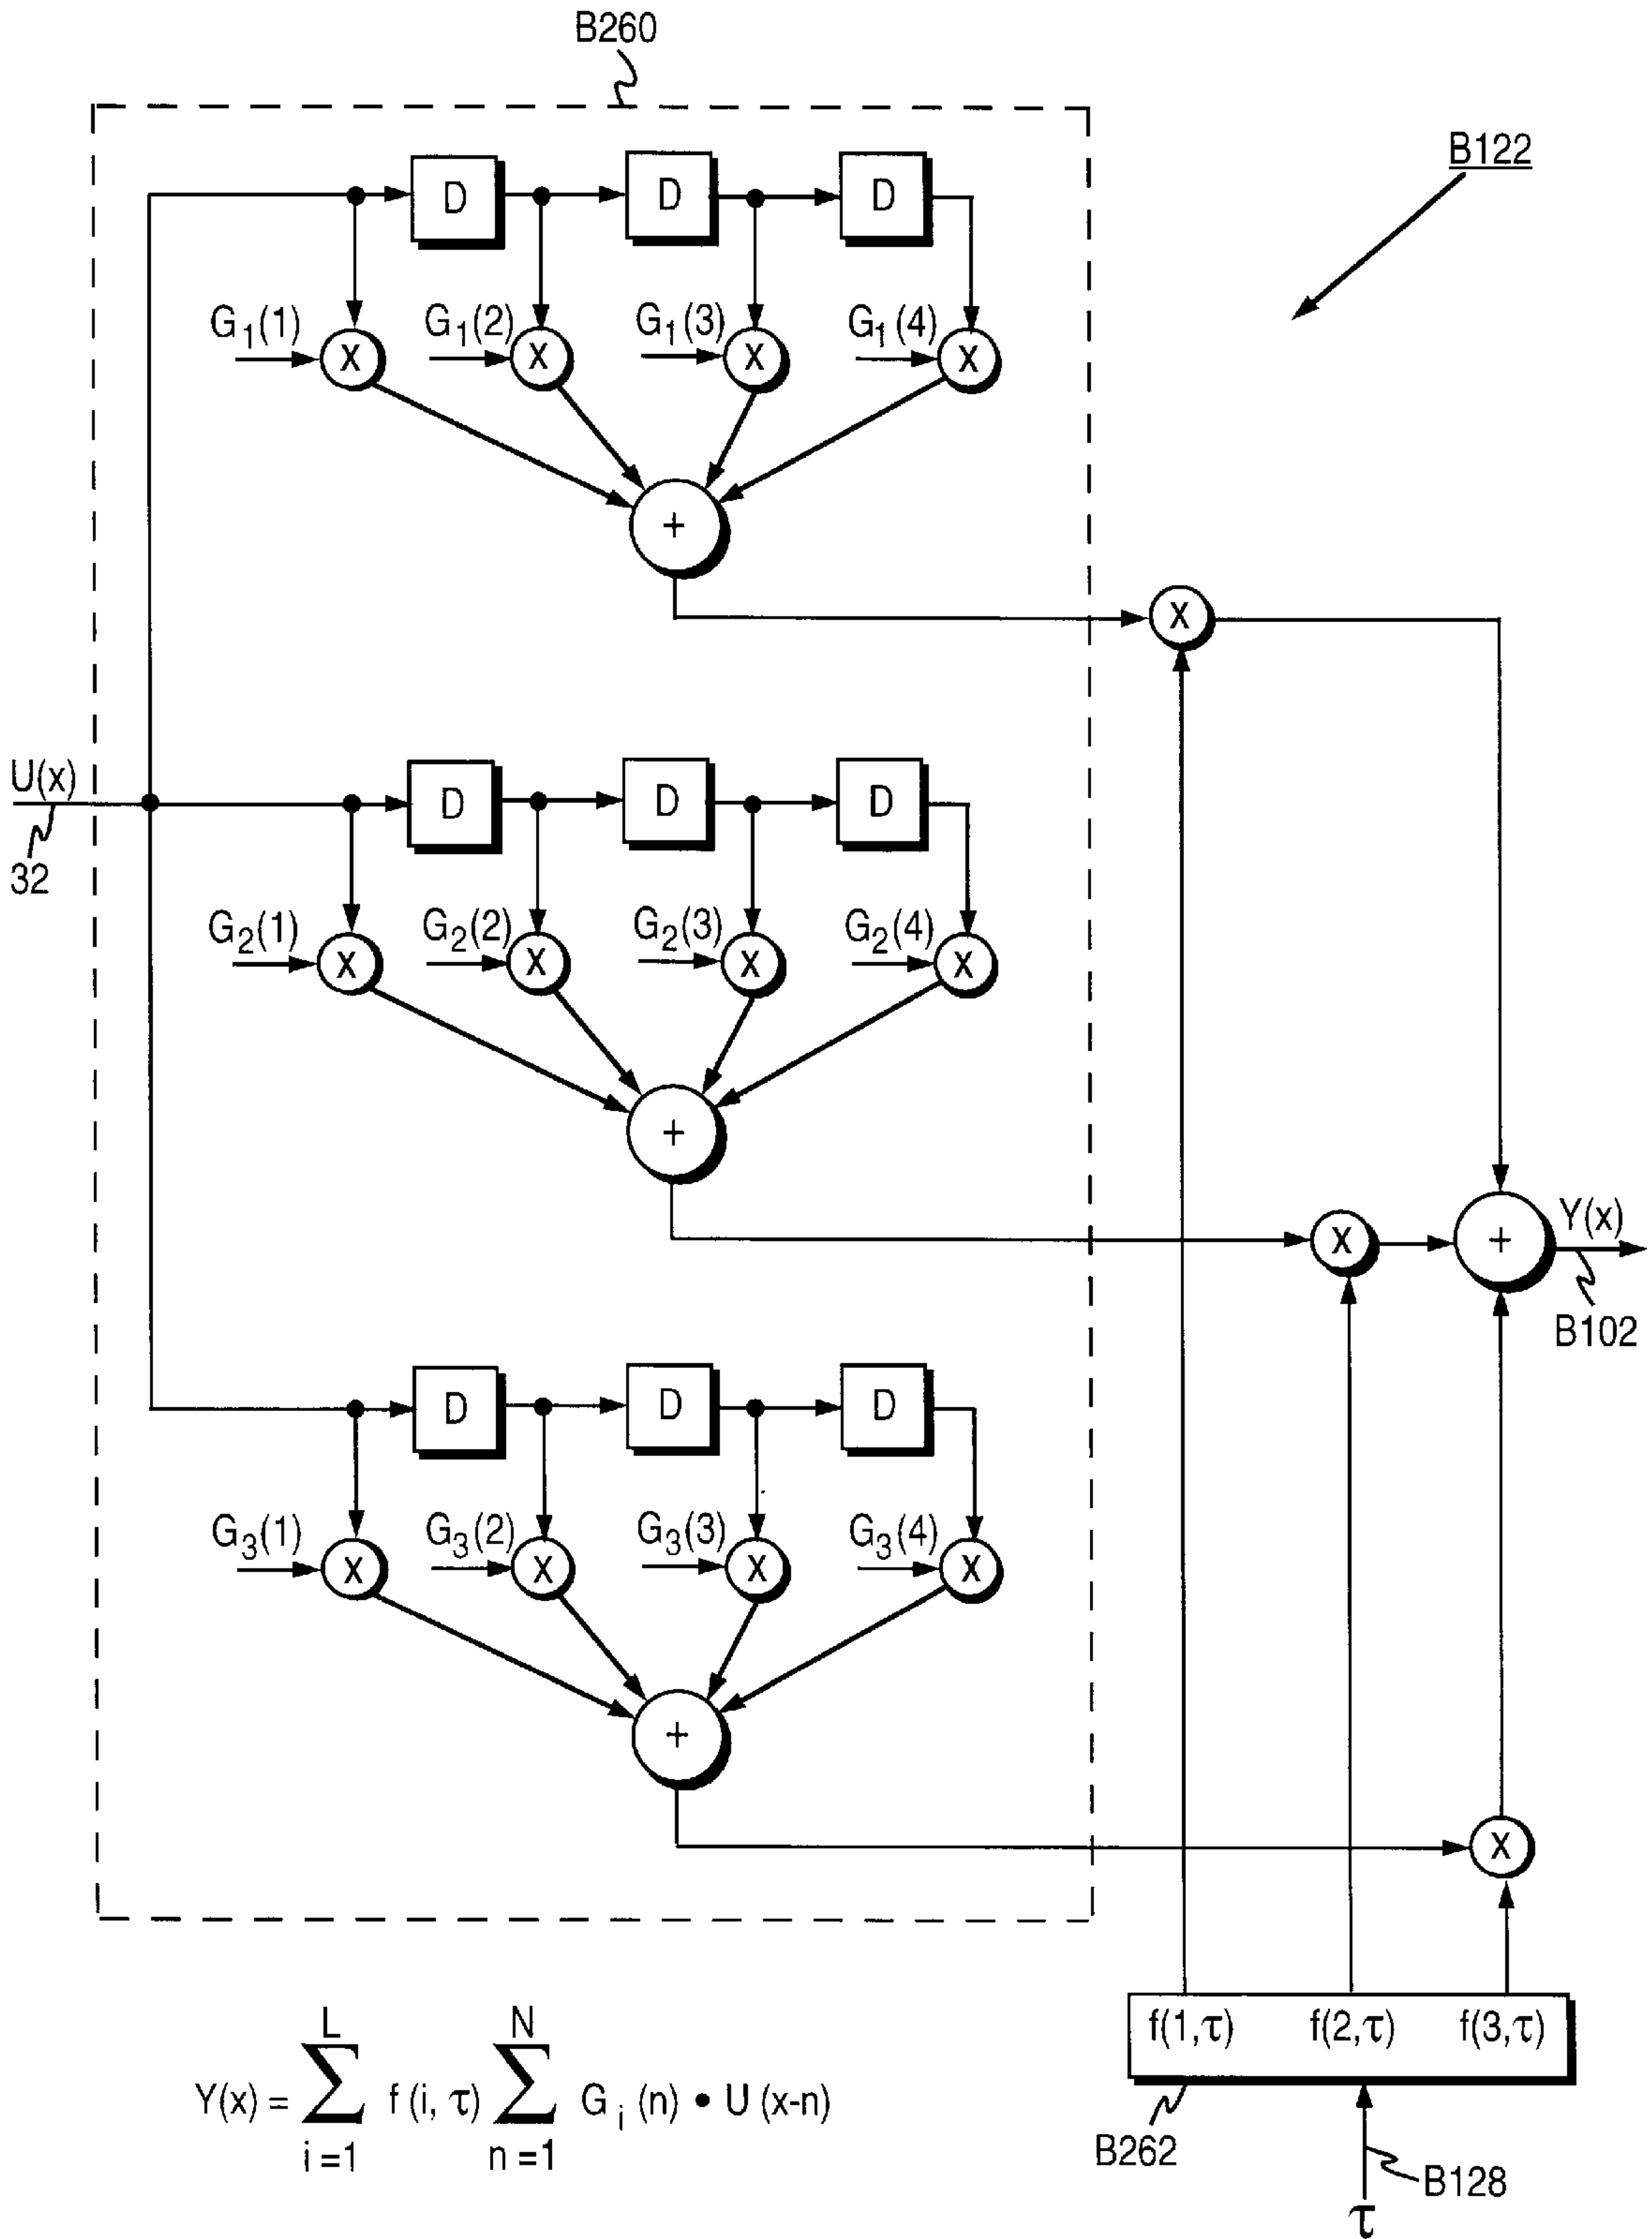 B260
B122
D D D
G₁(1) G₁(2) G₁(3) G₁(4)
X X X X
+
X
U(x)
32
D D D
G₂(1) G₂(2) G₂(3) G₂(4)
X X X X
+
X + Y(x)
B102
D D D
G₃(1) G₃(2) G₃(3) G₃(4)
X X X X
+
X
f(1,τ) f(2,τ) f(3,τ)
B262
B128
τ
L N
Y(x) = ∑ f (i, τ) ∑ G i (n) • U (x-n)
i =1 n =1